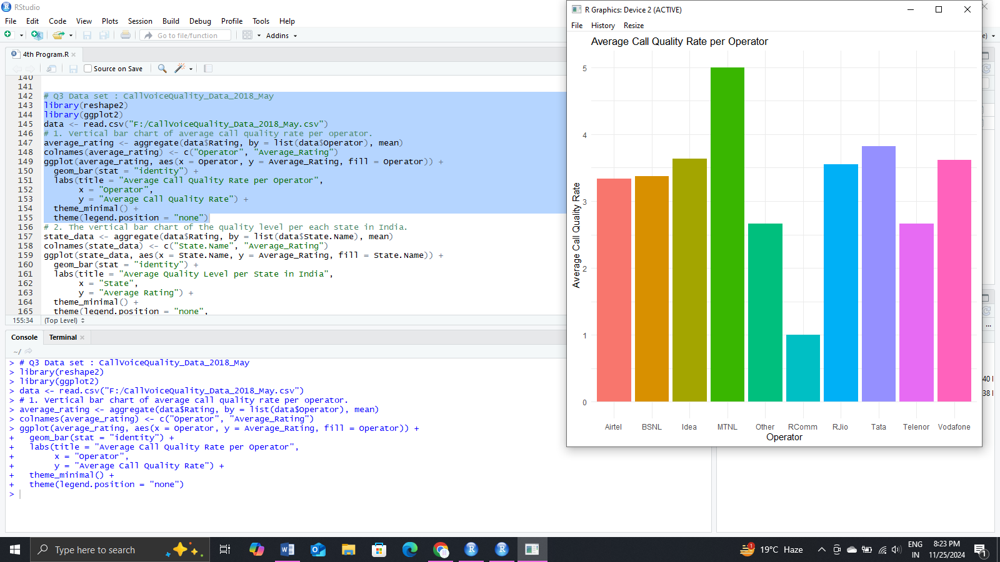 RStudio
File Edit Code View Plots Session Build Debug Profile Tools Help
Go to file/function
Addins
4th Program.R
Source on Save
140
141
142 # Q3 Data set : CallVoiceQuality_Data_2018_May
143 library(reshape2)
144 library(ggplot2)
145 data <- read.csv("F:/CallVoiceQuality_Data_2018_May.csv")
146 # 1. Vertical bar chart of average call quality rate per operator.
147 average_rating <- aggregate(data$Rating, by = list(data$Operator), mean)
148 colnames(average_rating) <- c("Operator", "Average_Rating")
149 ggplot(average_rating, aes(x = Operator, y = Average_Rating, fill = Operator)) +
150 geom_bar(stat = "identity") +
151 labs(title = "Average Call Quality Rate per Operator",
152 x = "Operator",
153 y = "Average Call Quality Rate") +
154 theme_minimal() +
155 theme(legend.position = "none")
156 # 2. The vertical bar chart of the quality level per each state in India.
157 state_data <- aggregate(data$Rating, by = list(data$State.Name), mean)
158 colnames(state_data) <- c("State.Name", "Average_Rating")
159 ggplot(state_data, aes(x = State.Name, y = Average_Rating, fill = State.Name)) +
160 geom_bar(stat = "identity") +
161 labs(title = "Average Quality Level per State in India",
162 x = "State",
163 y = "Average Rating") +
164 theme_minimal() +
165 theme(legend.position = "none",
155:34 (Top Level)
Console Terminal
~/
> # Q3 Data set : CallVoiceQuality_Data_2018_May
> library(reshape2)
> library(ggplot2)
> data <- read.csv("F:/CallVoiceQuality_Data_2018_May.csv")
> # 1. Vertical bar chart of average call quality rate per operator.
> average_rating <- aggregate(data$Rating, by = list(data$Operator), mean)
> colnames(average_rating) <- c("Operator", "Average_Rating")
> ggplot(average_rating, aes(x = Operator, y = Average_Rating, fill = Operator)) +
+ geom_bar(stat = "identity") +
+ labs(title = "Average Call Quality Rate per Operator",
+ x = "Operator",
+ y = "Average Call Quality Rate") +
+ theme_minimal() +
+ theme(legend.position = "none")
>
R Graphics: Device 2 (ACTIVE)
File History Resize
Average Call Quality Rate per Operator
Average Call Quality Rate
5
4
3
2
1
0
Airtel BSNL Idea MTNL Other RComm RJio Tata Telenor Vodafone
Operator
e)
...
40
38
Type here to search
1
19°C Haze
ENG
IN
8:23 PM
11/25/2024
1